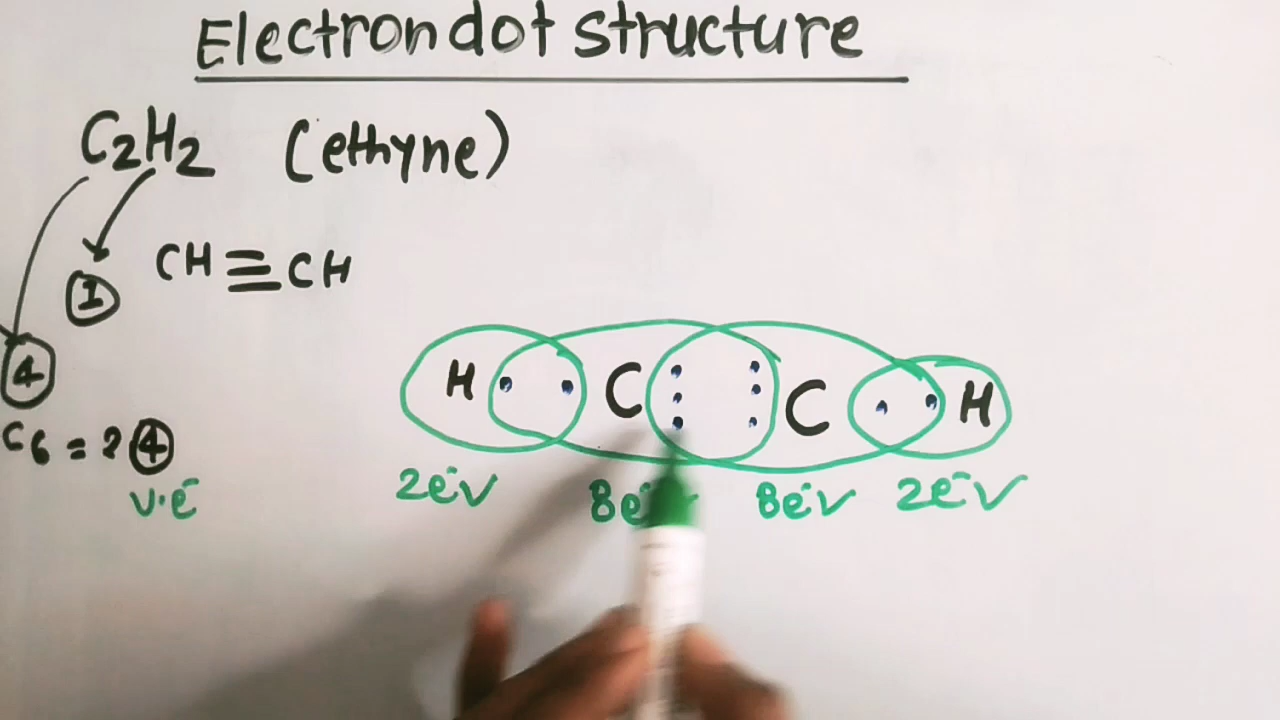 Electron dot structure
C₂H₂ (ethyne)
1
CH≡CH
4
H C C H
C6 = 2 4
v.e⁻
2e⁻✓ 8e⁻ 8e⁻✓ 2e⁻✓